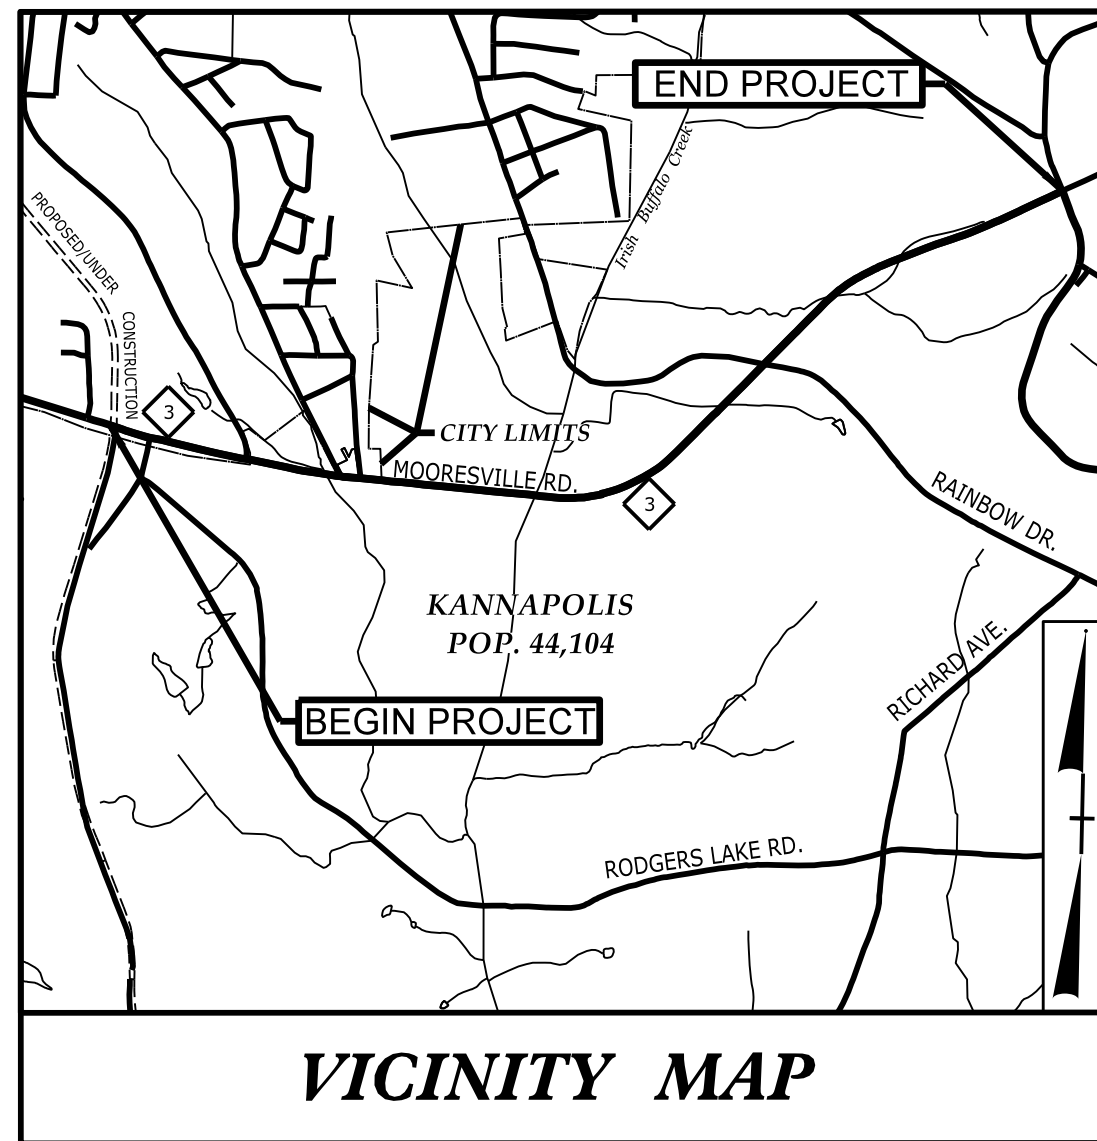 END PROJECT
Irish Buffalo Creek
PROPOSED/UNDER
CONSTRUCTION
3
CITY LIMITS
MOORESVILLE RD.
3
RAINBOW DR.
KANNAPOLIS
POP. 44,104
RICHARD AVE.
BEGIN PROJECT
RODGERS LAKE RD.
VICINITY MAP